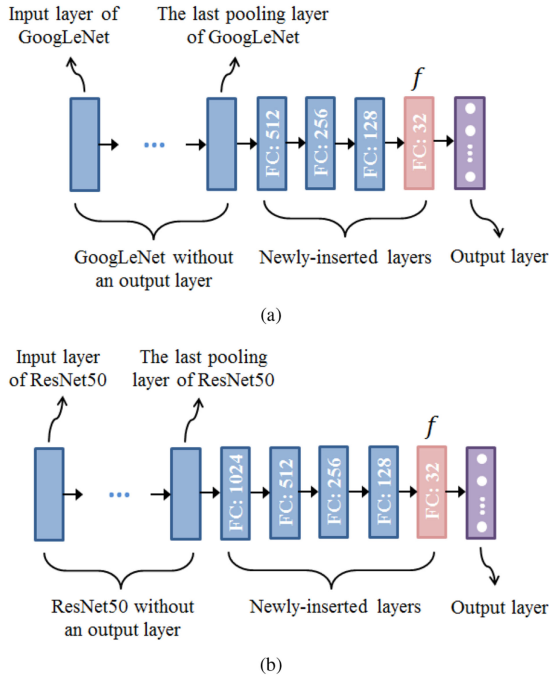 Input layer of
GoogLeNet
The last pooling layer
of GoogLeNet
f
FC: 512
FC: 256
FC: 128
FC: 32
GoogLeNet without
an output layer
Newly-inserted layers
Output layer
(a)
Input layer
of ResNet50
The last pooling
layer of ResNet50
f
FC: 1024
FC: 512
FC: 256
FC: 128
FC: 32
ResNet50 without
an output layer
Newly-inserted layers
Output layer
(b)